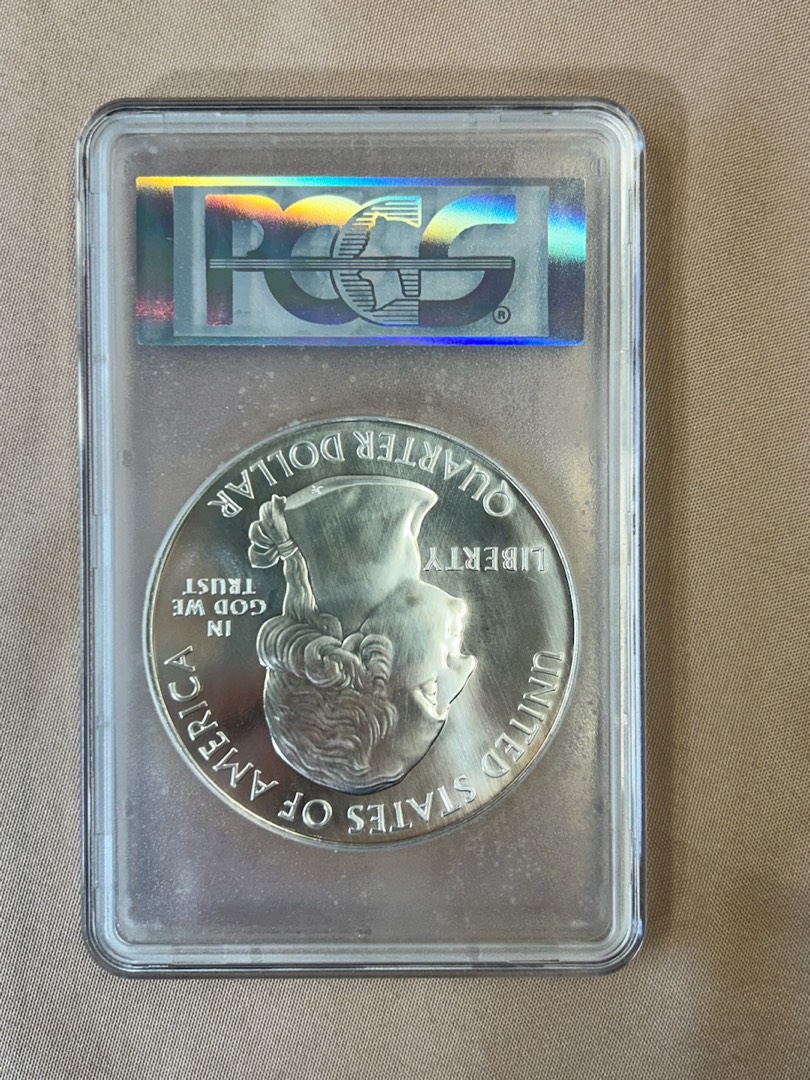 PCGS
®
UNITED STATES OF AMERICA
IN
GOD WE
TRUST
LIBERTY
QUARTER DOLLAR